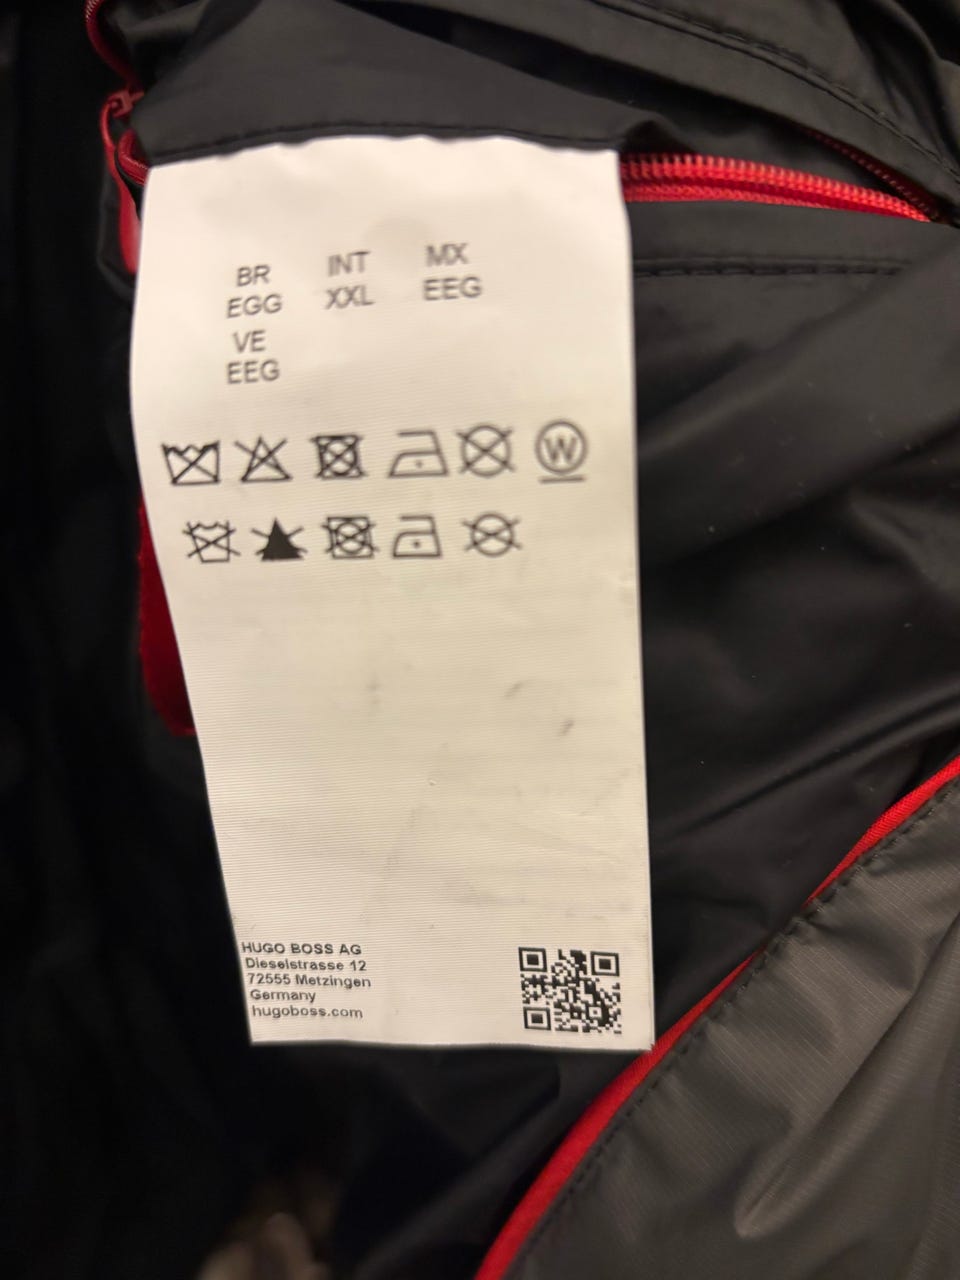 BR INT MX
EGG XXL EEG
VE
EEG
W
HUGO BOSS AG
Dieselstrasse 12
72555 Metzingen
Germany
hugoboss.com